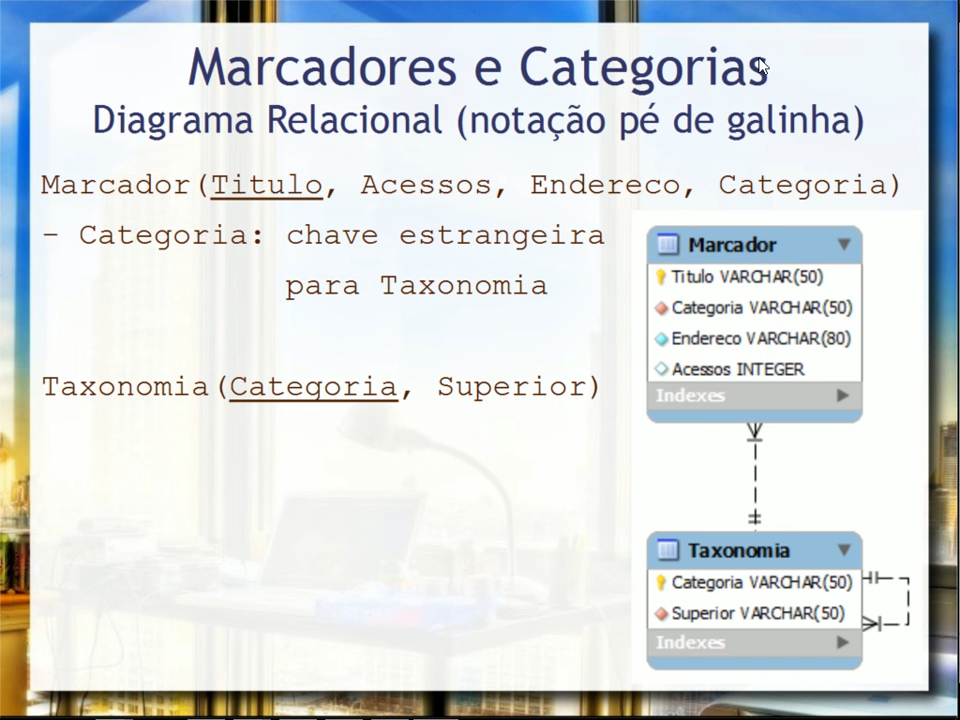 Marcadores e Categorias
Diagrama Relacional (notação pé de galinha)
Marcador(Titulo, Acessos, Endereco, Categoria)
- Categoria: chave estrangeira
para Taxonomia
Taxonomia(Categoria, Superior)
Marcador
Titulo VARCHAR(50)
Categoria VARCHAR(50)
Endereco VARCHAR(80)
Acessos INTEGER
Indexes
Taxonomia
Categoria VARCHAR(50)
Superior VARCHAR(50)
Indexes